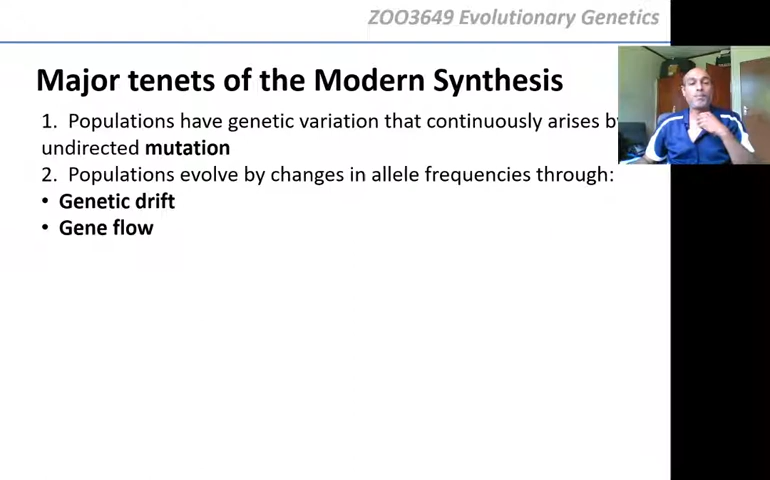 ZOO3649 Evolutionary Genetics
Major tenets of the Modern Synthesis
1. Populations have genetic variation that continuously arises
undirected mutation
2. Populations evolve by changes in allele frequencies through:
• Genetic drift
• Gene flow